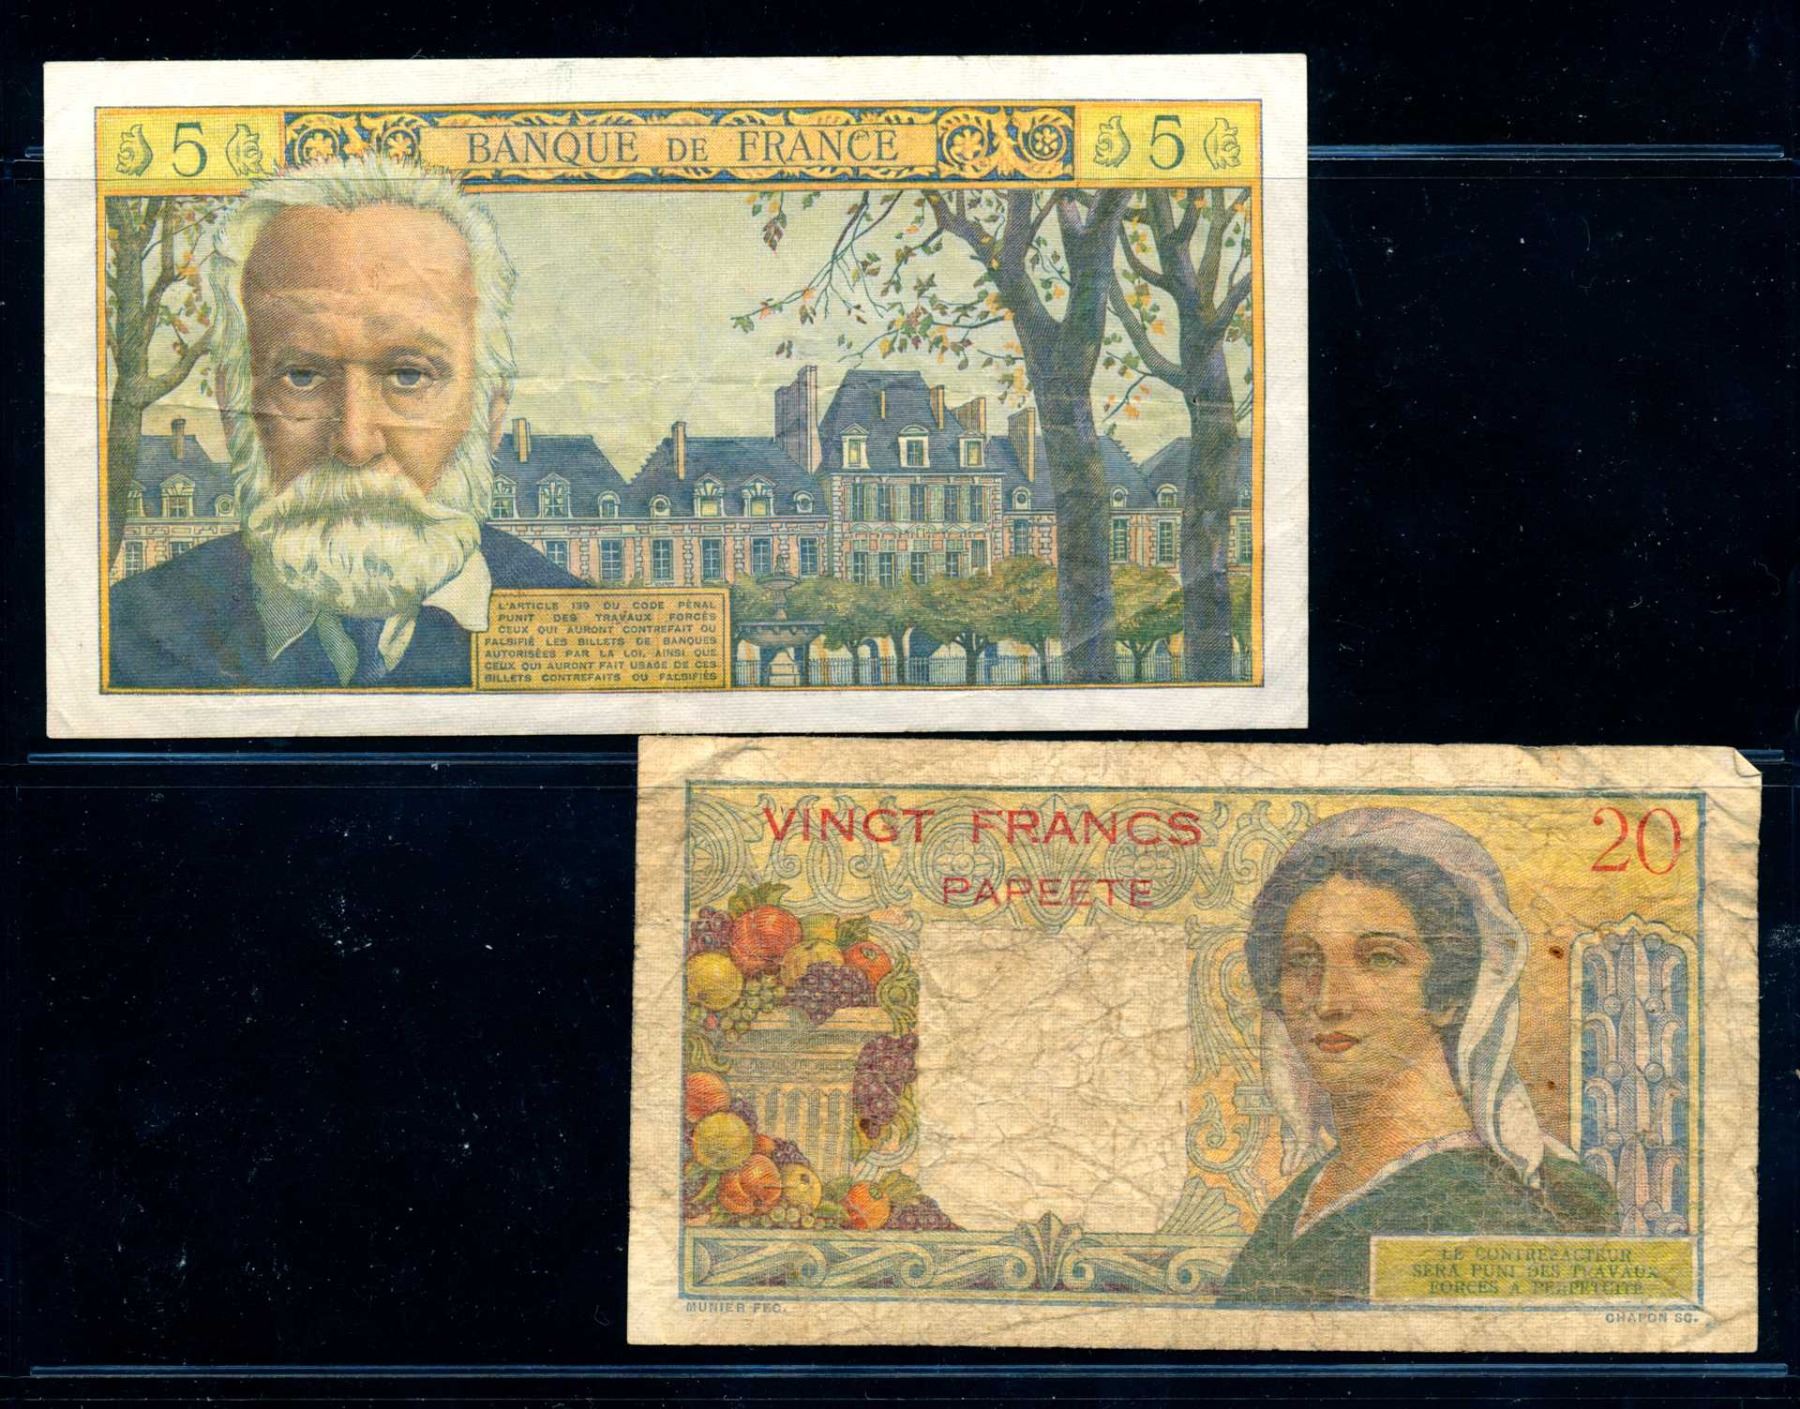 5 BANQUE DE FRANCE 5
L'ARTICLE 139 DU CODE PÉNAL
PUNIT DES TRAVAUX FORCÉS
CEUX QUI AURONT CONTREFAIT OU
FALSIFIÉ LES BILLETS DE BANQUES
AUTORISÉES PAR LA LOI. AINSI QUE
CEUX QUI AURONT FAIT USAGE DE CES
BILLETS CONTREFAITS OU FALSIFIÉS
VINGT FRANCS 20
PAPEETE
LE CONTREFACTEUR
SERA PUNI DES TRAVAUX
FORCES A PERPETUITE
MUNIER FEC.
CHAPON SC.